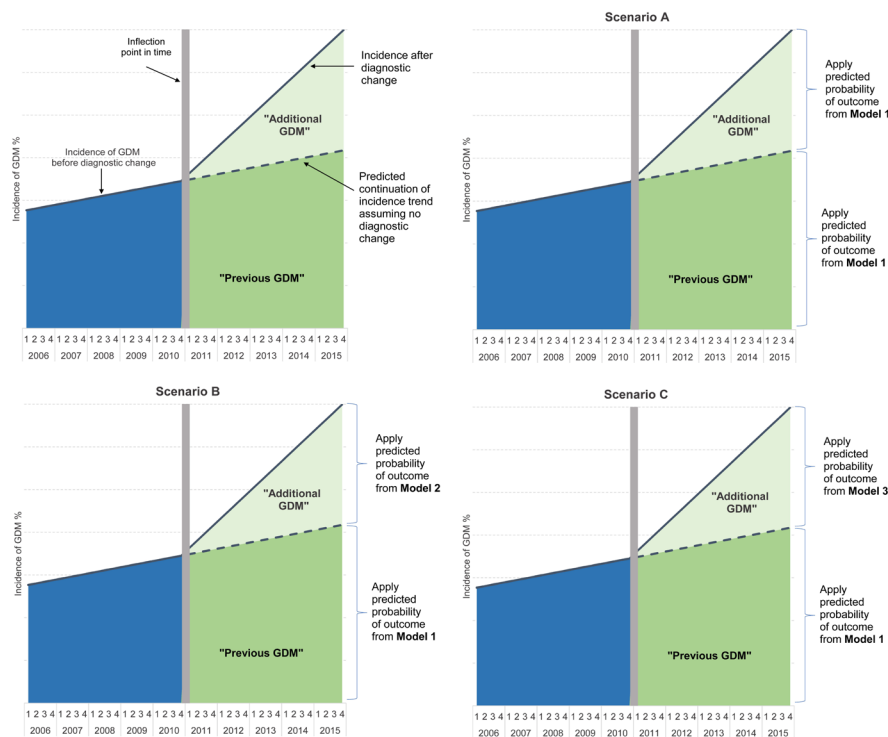 Inflection
point in time
Incidence after
diagnostic
change
"Additional
GDM"
Incidence of GDM
before diagnostic change
Predicted
continuation of
incidence trend
assuming no
diagnostic
change
"Previous GDM"
Incidence of GDM %
1 2 3 4 1 2 3 4 1 2 3 4 1 2 3 4 1 2 3 4 1 2 3 4 1 2 3 4 1 2 3 4 1 2 3 4 1 2 3 4
2006 2007 2008 2009 2010 2011 2012 2013 2014 2015
Scenario A
Apply
predicted
probability
of outcome
from Model 1
"Additional
GDM"
Apply
predicted
probability
of outcome
from Model 1
"Previous GDM"
Incidence of GDM %
1 2 3 4 1 2 3 4 1 2 3 4 1 2 3 4 1 2 3 4 1 2 3 4 1 2 3 4 1 2 3 4 1 2 3 4 1 2 3 4
2006 2007 2008 2009 2010 2011 2012 2013 2014 2015
Scenario B
Apply
predicted
probability
of outcome
from Model 2
"Additional
GDM"
Apply
predicted
probability
of outcome
from Model 1
"Previous GDM"
Incidence of GDM %
1 2 3 4 1 2 3 4 1 2 3 4 1 2 3 4 1 2 3 4 1 2 3 4 1 2 3 4 1 2 3 4 1 2 3 4 1 2 3 4
2006 2007 2008 2009 2010 2011 2012 2013 2014 2015
Scenario C
Apply
predicted
probability
of outcome
from Model 3
"Additional
GDM"
Apply
predicted
probability
of outcome
from Model 1
"Previous GDM"
Incidence of GDM %
1 2 3 4 1 2 3 4 1 2 3 4 1 2 3 4 1 2 3 4 1 2 3 4 1 2 3 4 1 2 3 4 1 2 3 4 1 2 3 4
2006 2007 2008 2009 2010 2011 2012 2013 2014 2015